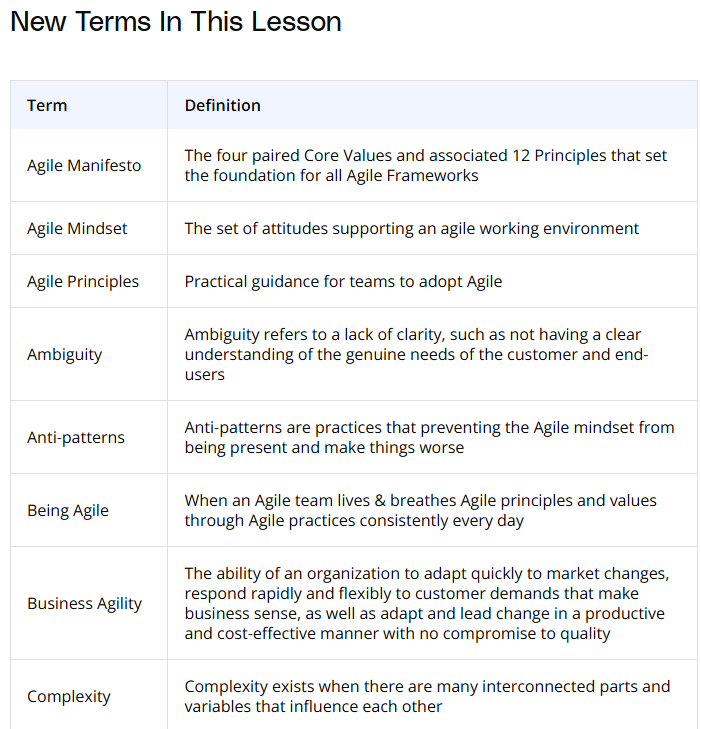 New Terms In This Lesson
Term
Definition
Agile Manifesto
The four paired Core Values and associated 12 Principles that set
the foundation for all Agile Frameworks
Agile Mindset
The set of attitudes supporting an agile working environment
Agile Principles
Practical guidance for teams to adopt Agile
Ambiguity
Ambiguity refers to a lack of clarity, such as not having a clear
understanding of the genuine needs of the customer and end-
users
Anti-patterns
Anti-patterns are practices that preventing the Agile mindset from
being present and make things worse
Being Agile
When an Agile team lives & breathes Agile principles and values
through Agile practices consistently every day
Business Agility
The ability of an organization to adapt quickly to market changes,
respond rapidly and flexibly to customer demands that make
business sense, as well as adapt and lead change in a productive
and cost-effective manner with no compromise to quality
Complexity
Complexity exists when there are many interconnected parts and
variables that influence each other